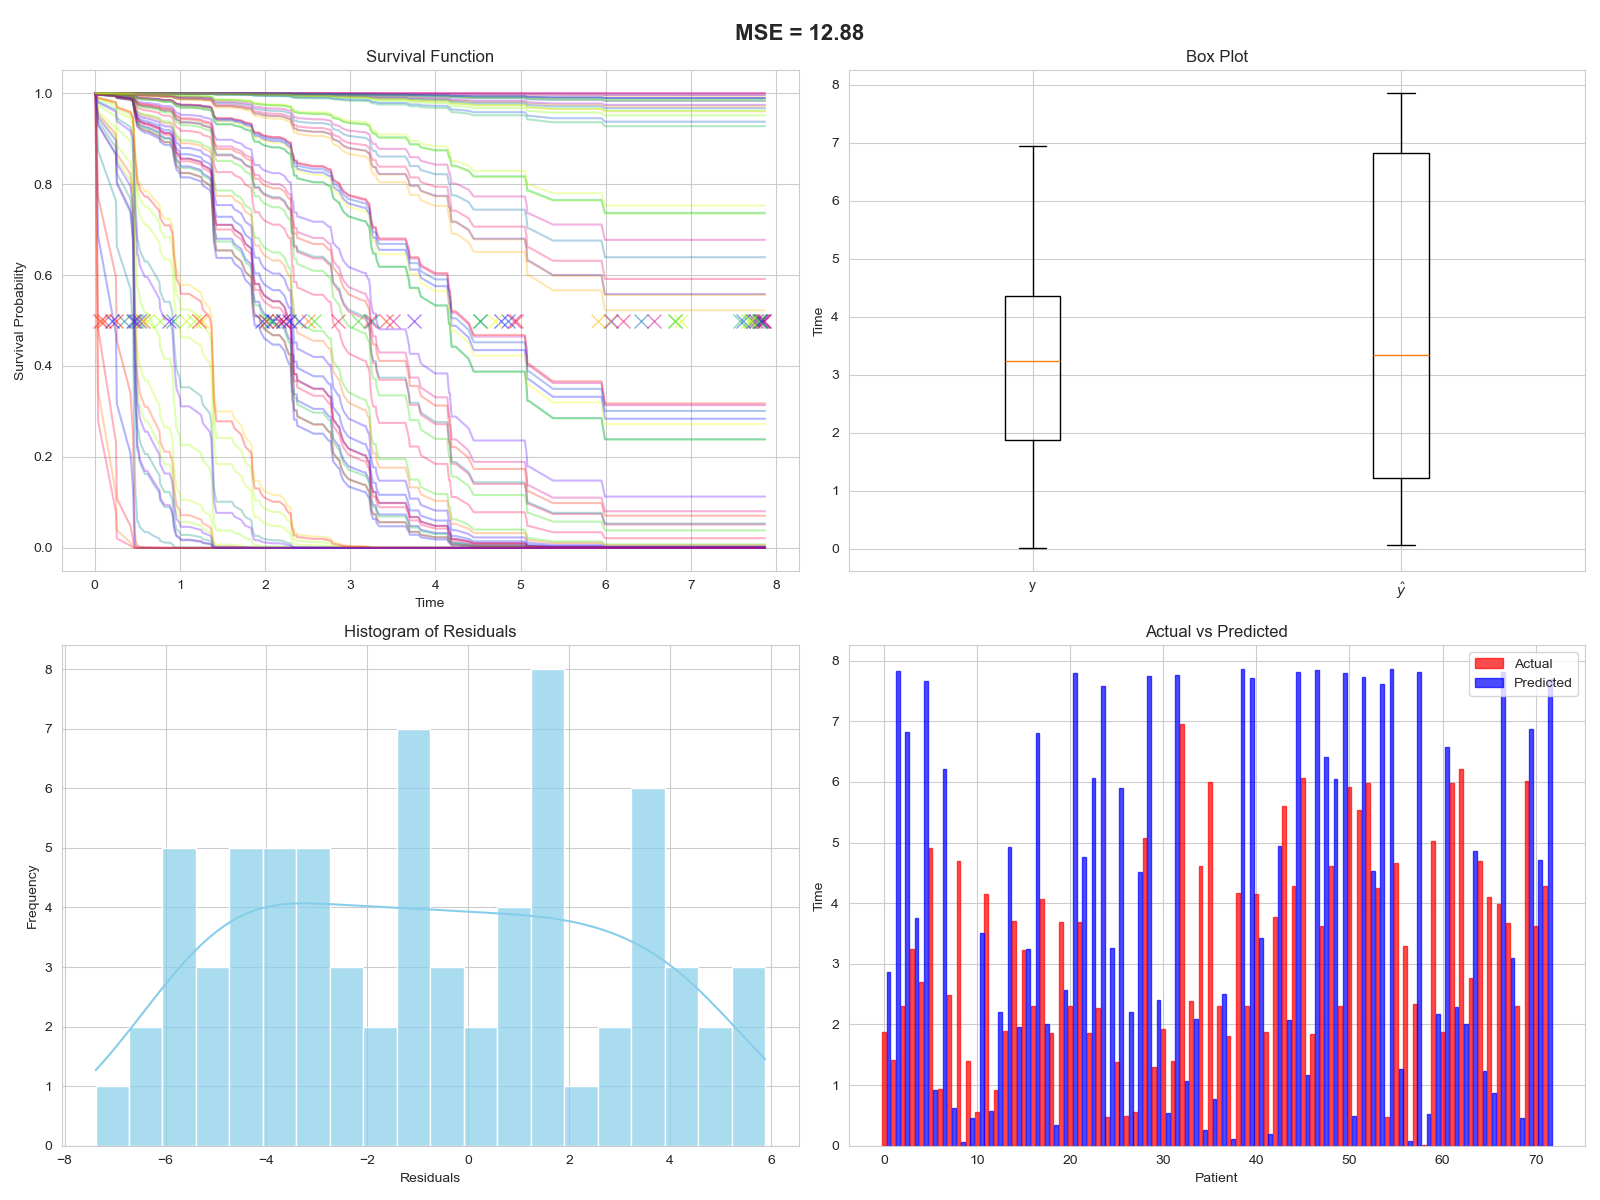 MSE = 12.88
Survival Function
Survival Probability
1.0
0.8
0.6
0.4
0.2
0.0
0 1 2 3 4 5 6 7 8
Time
Box Plot
Time
8
7
6
5
4
3
2
1
0
y ŷ
Histogram of Residuals
Frequency
8
7
6
5
4
3
2
1
0
−8 −6 −4 −2 0 2 4 6
Residuals
Actual vs Predicted
Actual
Predicted
Time
8
7
6
5
4
3
2
1
0
0 10 20 30 40 50 60 70
Patient